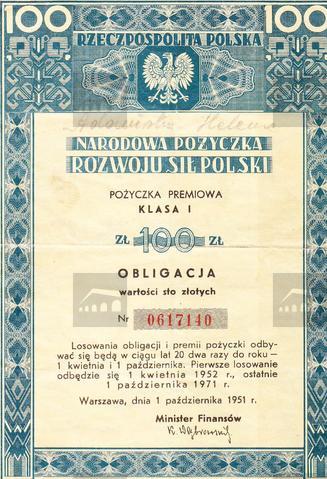 100 100
RZECZPOSPOLITA POLSKA
Helena
NARODOWA POŻYCZKA
ROZWOJU SIŁ POLSKI
POŻYCZKA PREMIOWA
KLASA I
ZŁ 100 ZŁ
OBLIGACJA
wartości sto złotych
Nr 0617140
Losowania obligacji i premii pożyczki odby-
wać się będą w ciągu lat 20 dwa razy do roku –
1 kwietnia i 1 października. Pierwsze losowanie
odbędzie się 1 kwietnia 1952 r., ostatnie
1 października 1971 r.
Warszawa, dnia 1 października 1951 r.
Minister Finansów
K. Dąbrowski